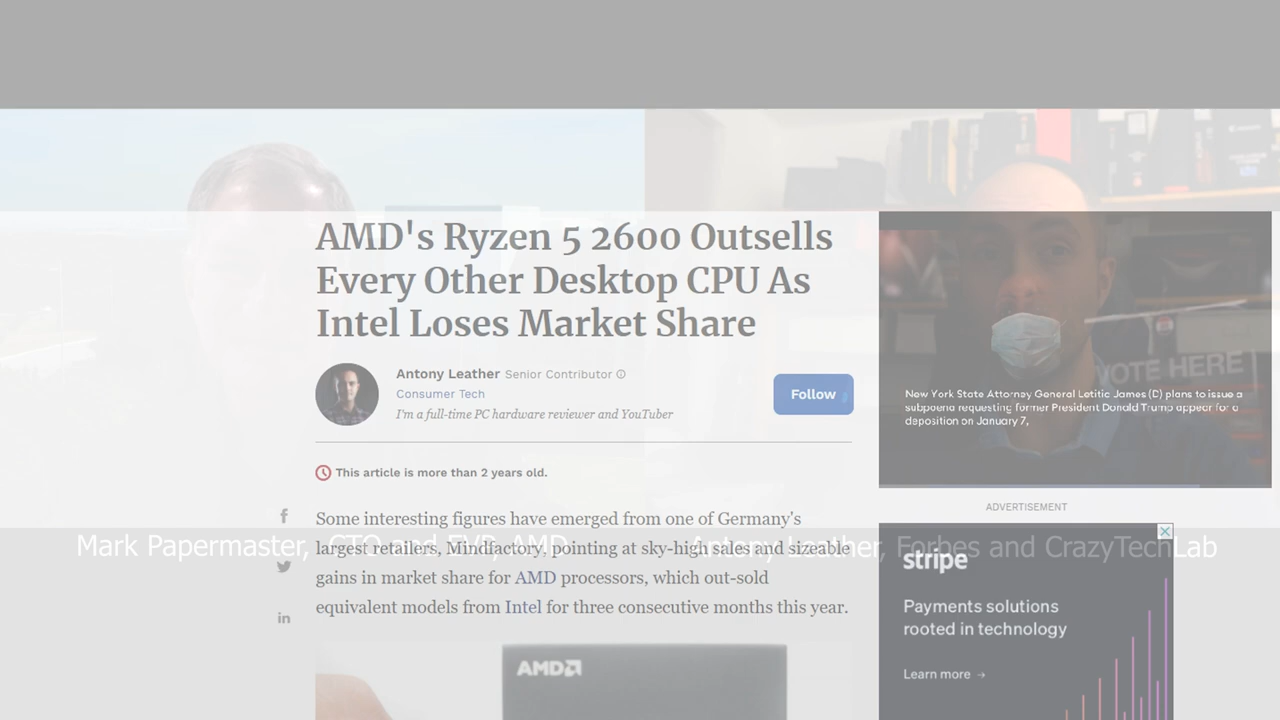 AMD's Ryzen 5 2600 Outsells
Every Other Desktop CPU As
Intel Loses Market Share
Antony Leather Senior Contributor
Consumer Tech
I'm a full-time PC hardware reviewer and YouTuber
Follow
This article is more than 2 years old.
Some interesting figures have emerged from one of Germany's
largest retailers, Mindfactory, pointing at sky-high sales and sizeable
gains in market share for AMD processors, which out-sold
equivalent models from Intel for three consecutive months this year.
AMD
VOTE HERE
New York State Attorney General Letitic James (D) plans to issue a
subpoena requesting former President Donald Trump appear for a
deposition on January 7,
ADVERTISEMENT
stripe
Payments solutions
rooted in technology
Learn more →
Mark Papermaster, CTO and EVP, AMD
Antony Leather, Forbes and CrazyTechLab